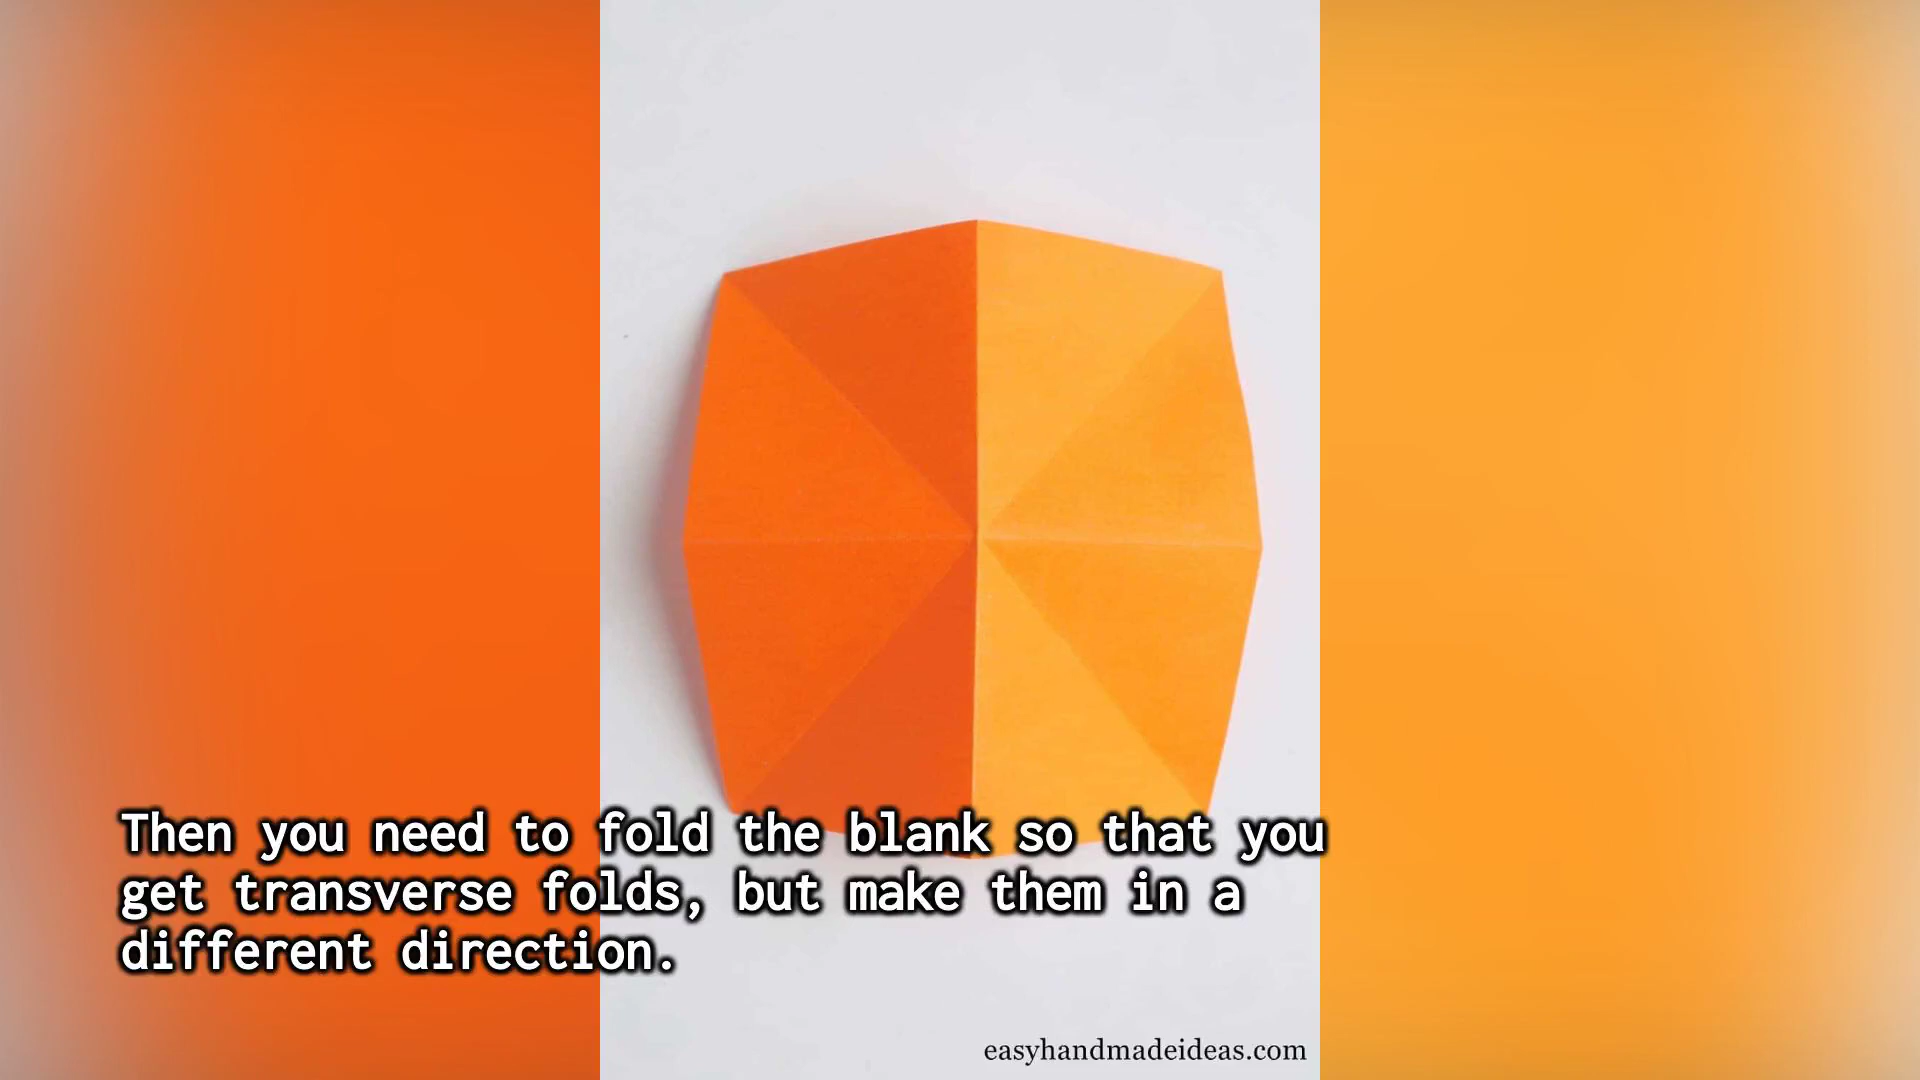 Then you need to fold the blank so that you
get transverse folds, but make them in a
different direction.
easyhandmadeideas.com